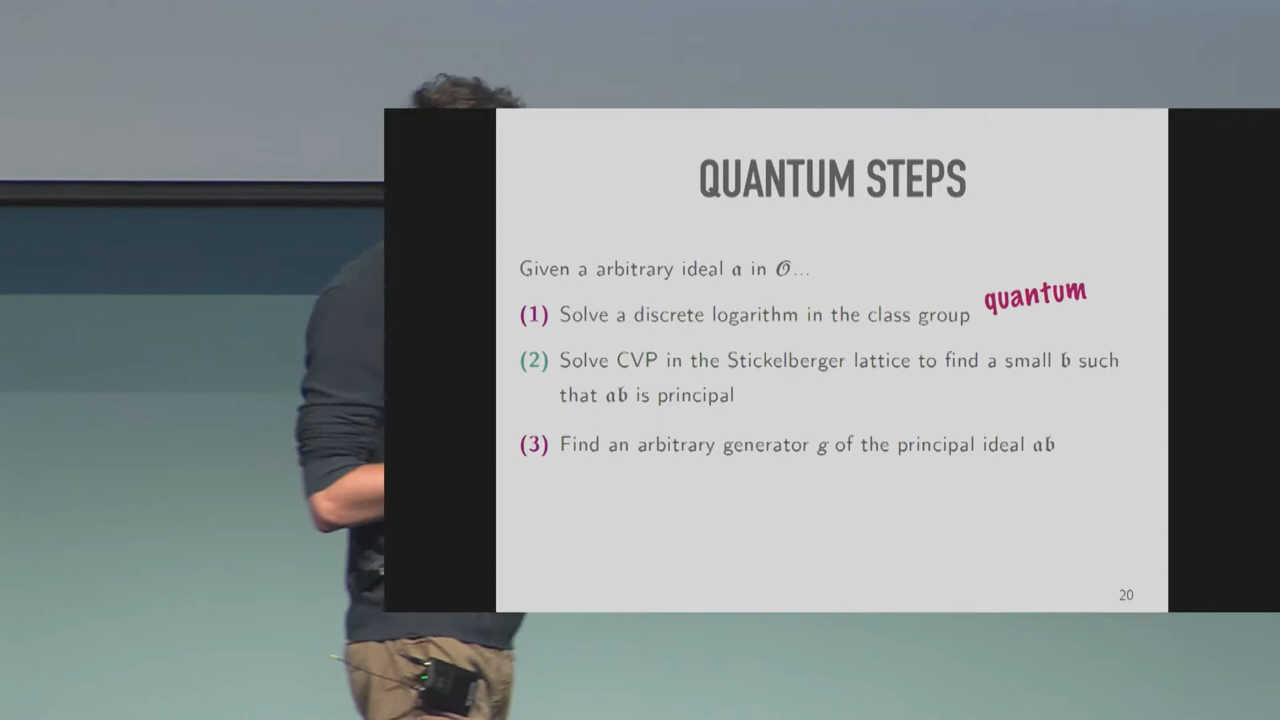 QUANTUM STEPS
Given a arbitrary ideal 𝔞 in 𝒪...
quantum
(1) Solve a discrete logarithm in the class group
(2) Solve CVP in the Stickelberger lattice to find a small 𝔟 such
that 𝔞𝔟 is principal
(3) Find an arbitrary generator g of the principal ideal 𝔞𝔟
20